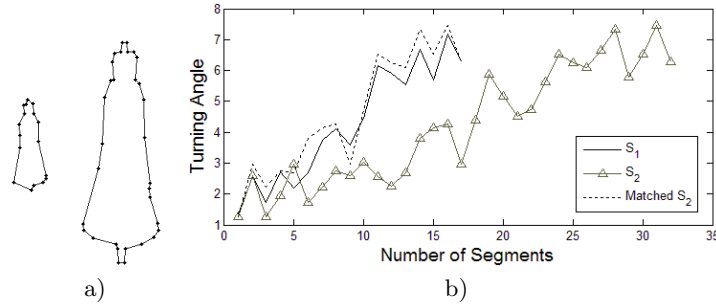 8
7
6
5
4
3
2
1
Turning Angle
0 5 10 15 20 25 30 35
Number of Segments
S1
S2
Matched S2
a) b)